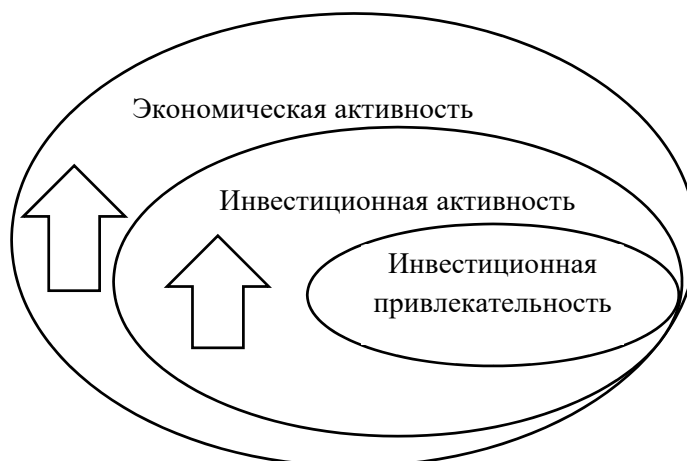 Экономическая активность
Инвестиционная активность
Инвестиционная
привлекательность